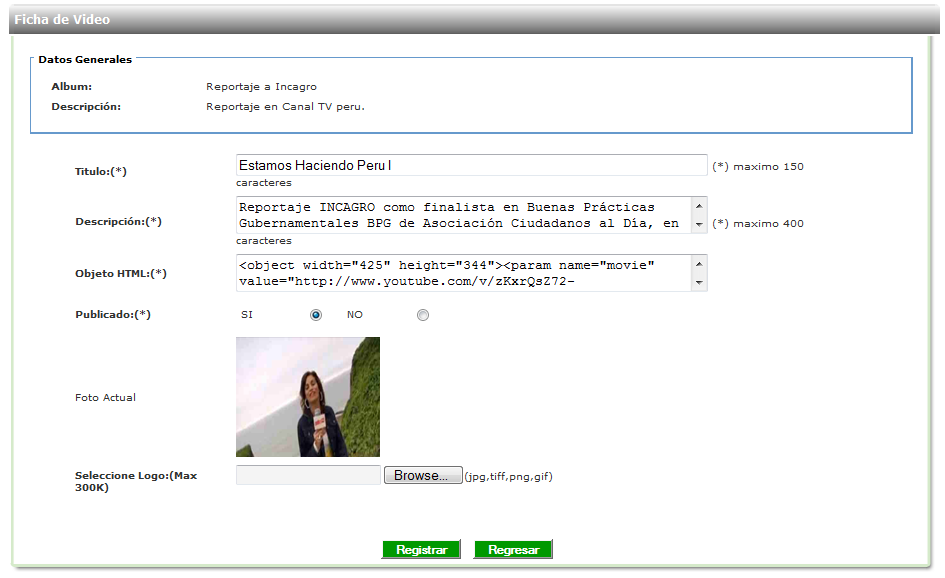 Ficha de Video
Datos Generales
Album: Reportaje a Incagro
Descripción: Reportaje en Canal TV peru.
Titulo:(*) Estamos Haciendo Peru I (*) maximo 150
caracteres
Descripción:(*) Reportaje INCAGRO como finalista en Buenas Prácticas
Gubernamentales BPG de Asociación Ciudadanos al Día, en (*) maximo 400
caracteres
Objeto HTML:(*) <object width="425" height="344"><param name="movie"
value="http://www.youtube.com/v/zKxrQsZ72-
Publicado:(*) SI NO
Foto Actual
Seleccione Logo:(Max
300K) Browse... (jpg,tiff,png,gif)
Registrar Regresar